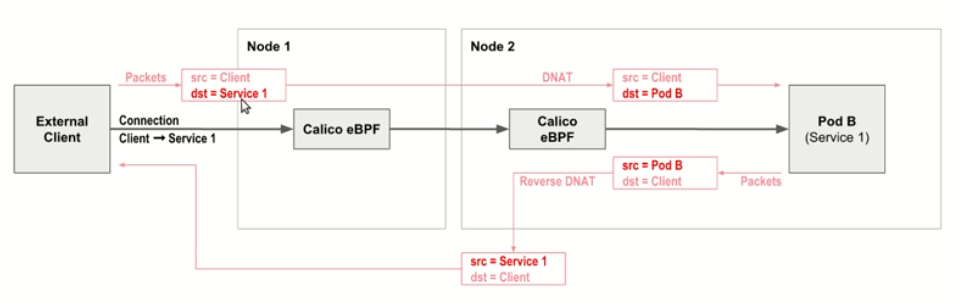 Node 1
Node 2
Packets
src = Client
dst = Service 1
DNAT
src = Client
dst = Pod B
External
Client
Connection
Client → Service 1
Calico eBPF
Calico
eBPF
Pod B
(Service 1)
Reverse DNAT
src = Pod B
dst = Client
Packets
src = Service 1
dst = Client